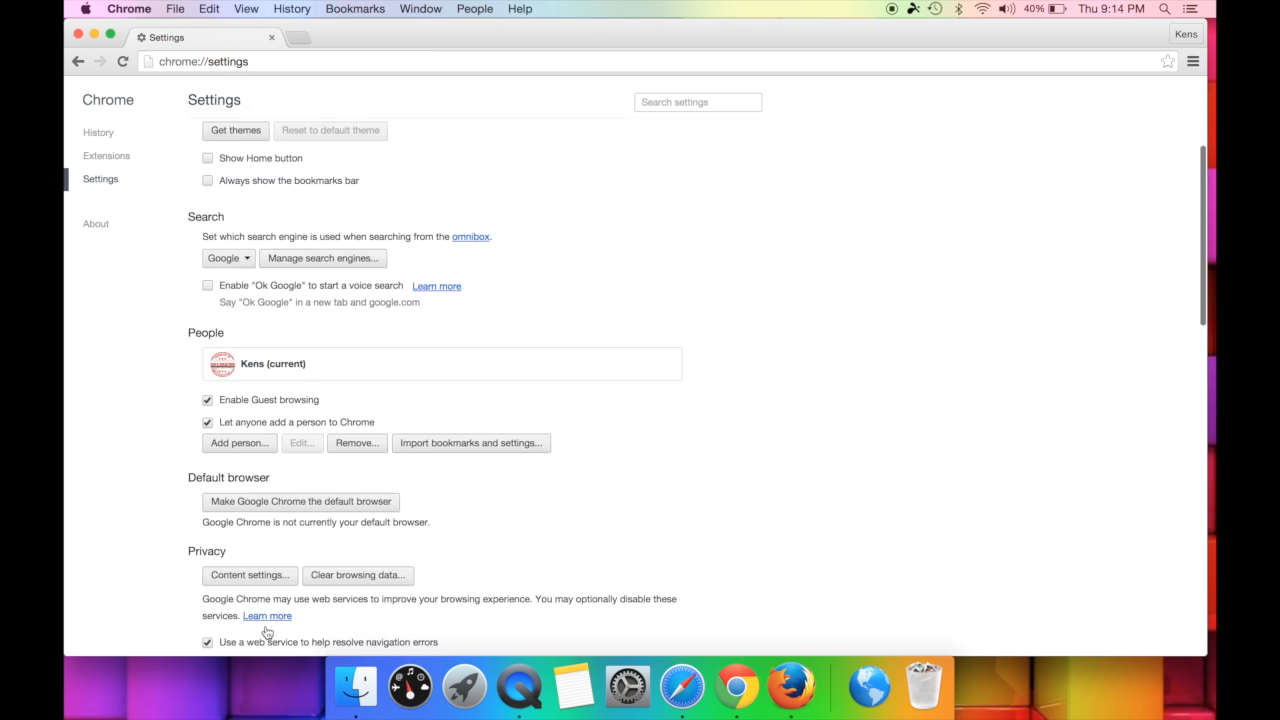 Chrome File Edit View History Bookmarks Window People Help 40% Thu 9:14 PM
Settings Kens
chrome://settings
Chrome Settings Search settings
Get themes Reset to default theme
History
Show Home button
Extensions
Settings
Always show the bookmarks bar
Search
About
Set which search engine is used when searching from the omnibox.
Google Manage search engines...
Enable "Ok Google" to start a voice search Learn more
Say "Ok Google" in a new tab and google.com
People
Kens (current)
Enable Guest browsing
Let anyone add a person to Chrome
Add person... Edit... Remove... Import bookmarks and settings...
Default browser
Make Google Chrome the default browser
Google Chrome is not currently your default browser.
Privacy
Content settings... Clear browsing data...
Google Chrome may use web services to improve your browsing experience. You may optionally disable these
services. Learn more
Use a web service to help resolve navigation errors